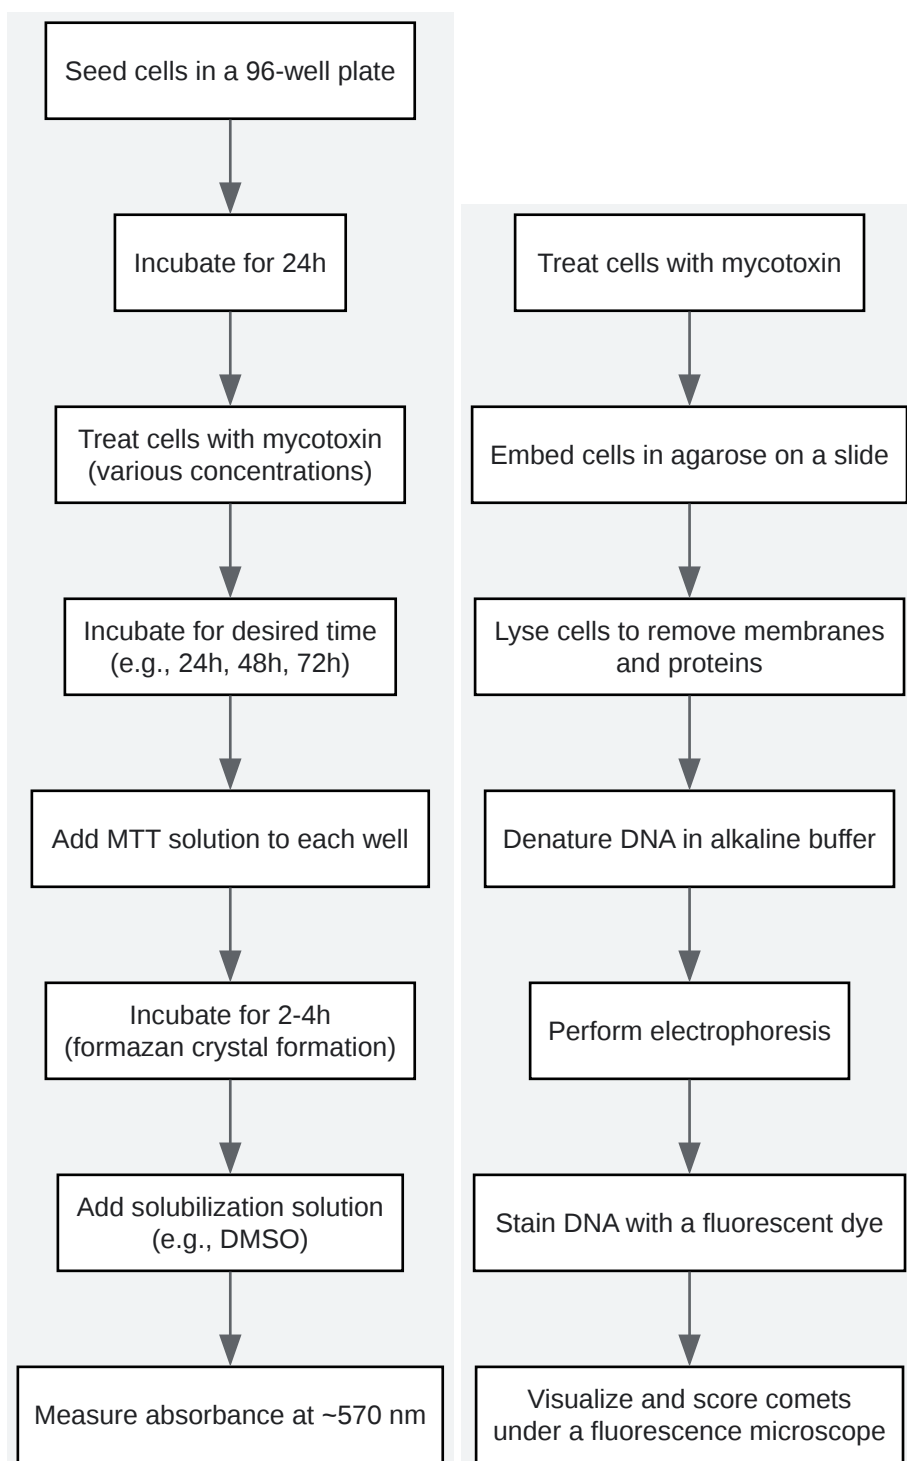 Seed cells in a 96-well plate
Incubate for 24h
Treat cells with mycotoxin
(various concentrations)
Incubate for desired time
(e.g., 24h, 48h, 72h)
Add MTT solution to each well
Incubate for 2-4h
(formazan crystal formation)
Add solubilization solution
(e.g., DMSO)
Measure absorbance at ~570 nm
Treat cells with mycotoxin
Embed cells in agarose on a slide
Lyse cells to remove membranes
and proteins
Denature DNA in alkaline buffer
Perform electrophoresis
Stain DNA with a fluorescent dye
Visualize and score comets
under a fluorescence microscope